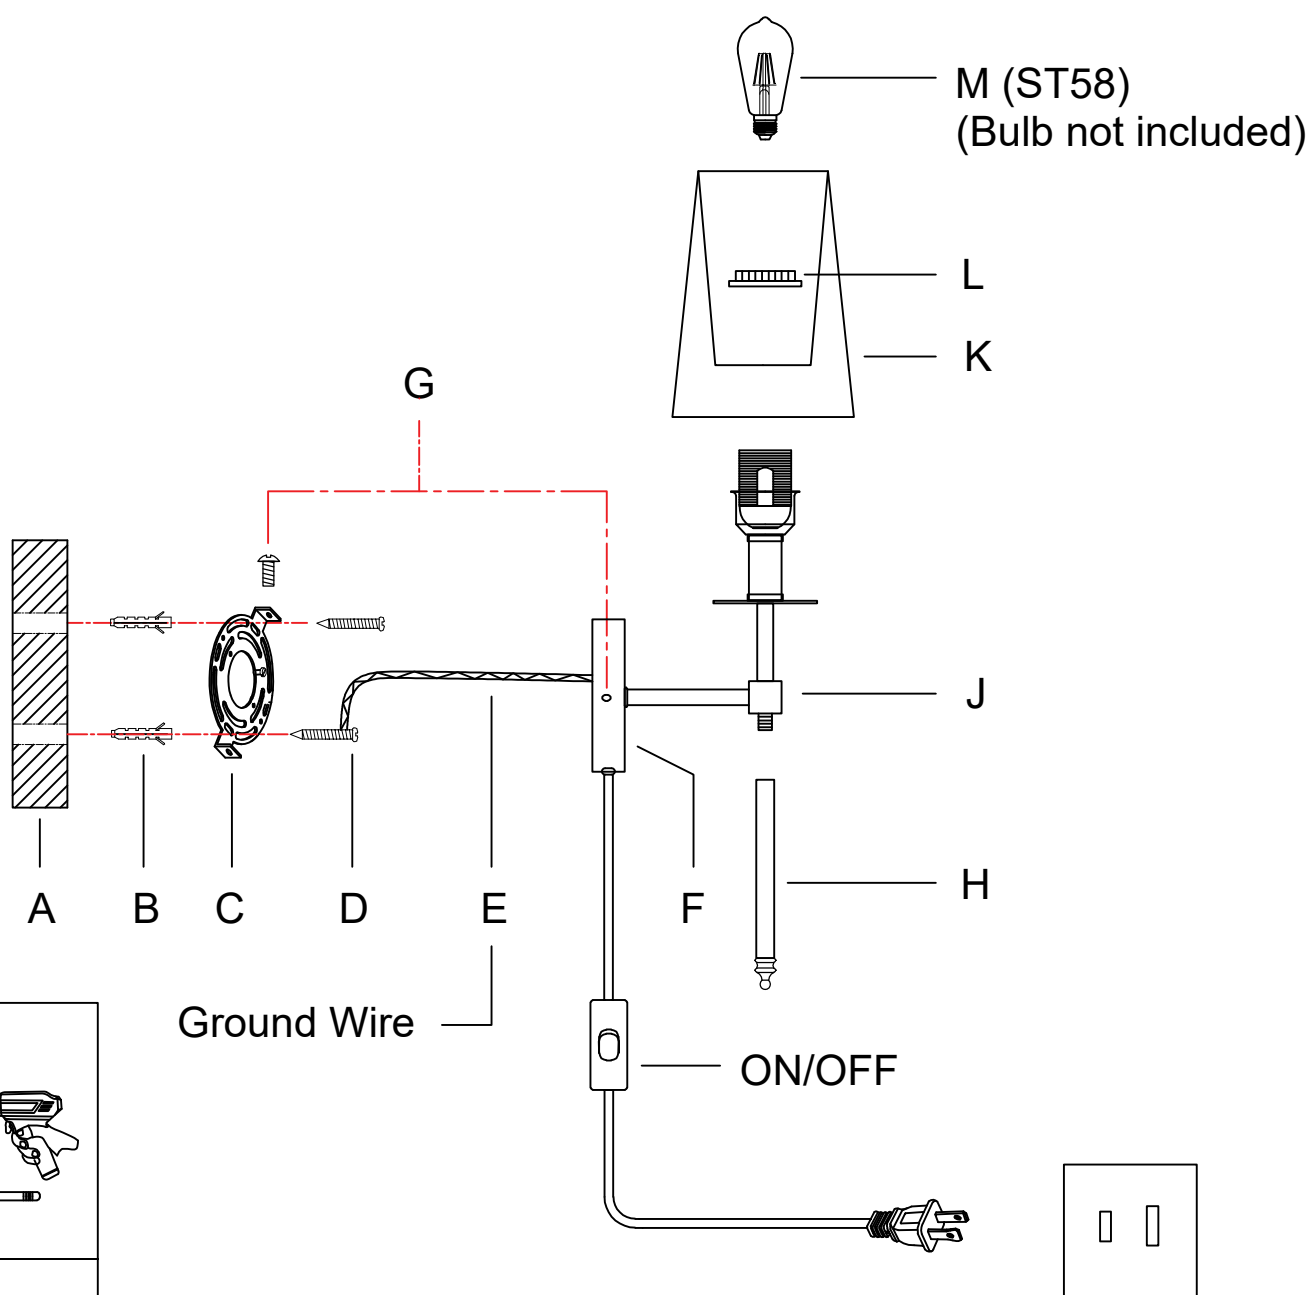 M (ST58)
(Bulb not included)
L
K
G
J
H
A B C D E F
Ground Wire
ON/OFF